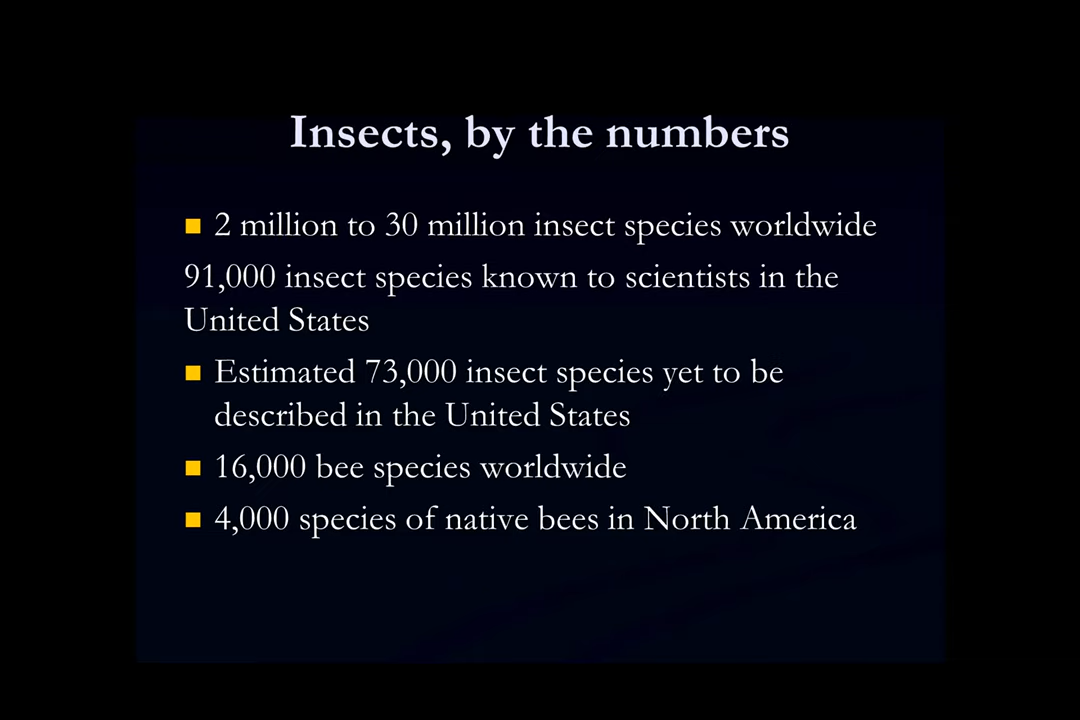 Insects, by the numbers
■ 2 million to 30 million insect species worldwide
91,000 insect species known to scientists in the
United States
■ Estimated 73,000 insect species yet to be
described in the United States
■ 16,000 bee species worldwide
■ 4,000 species of native bees in North America